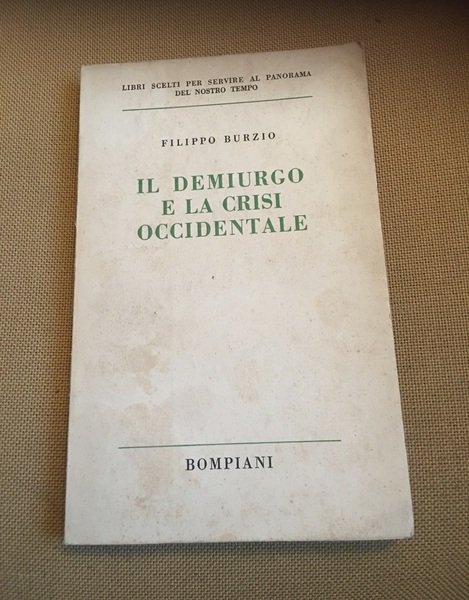 LIBRI SCELTI PER SERVIRE AL PANORAMA
DEL NOSTRO TEMPO
FILIPPO BURZIO
IL DEMIURGO
E LA CRISI
OCCIDENTALE
BOMPIANI